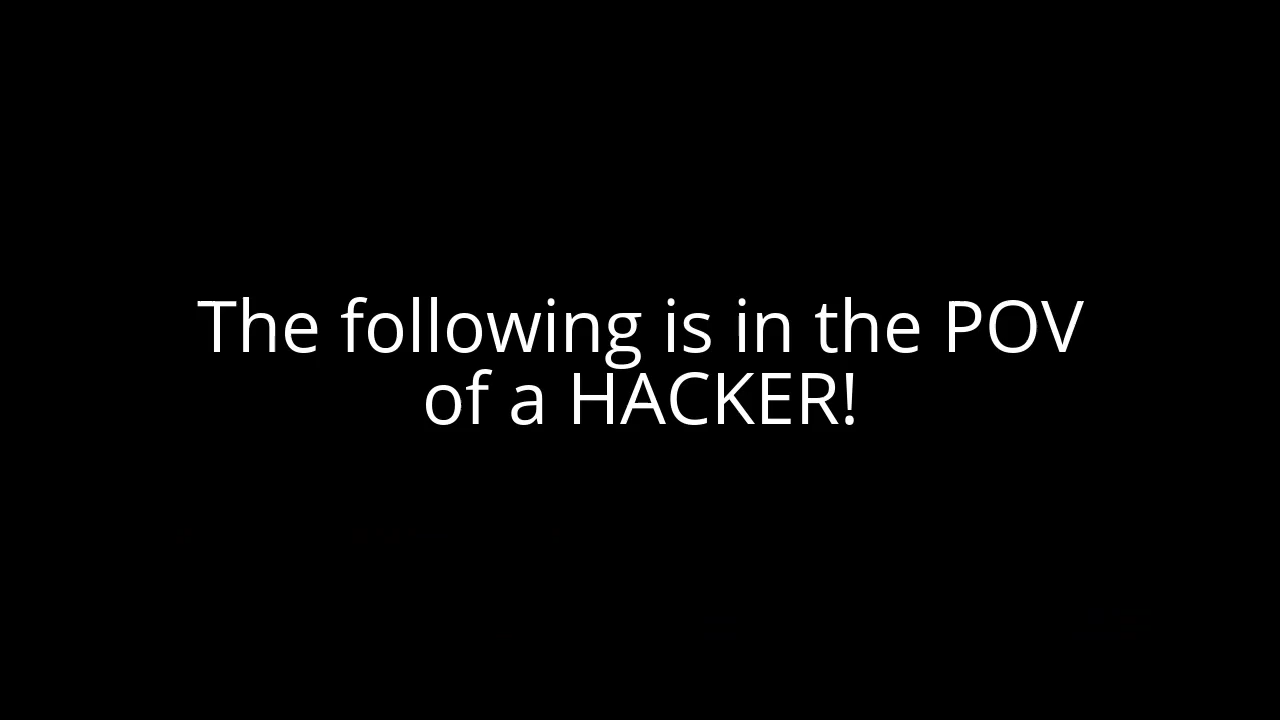 The following is in the POV
of a HACKER!